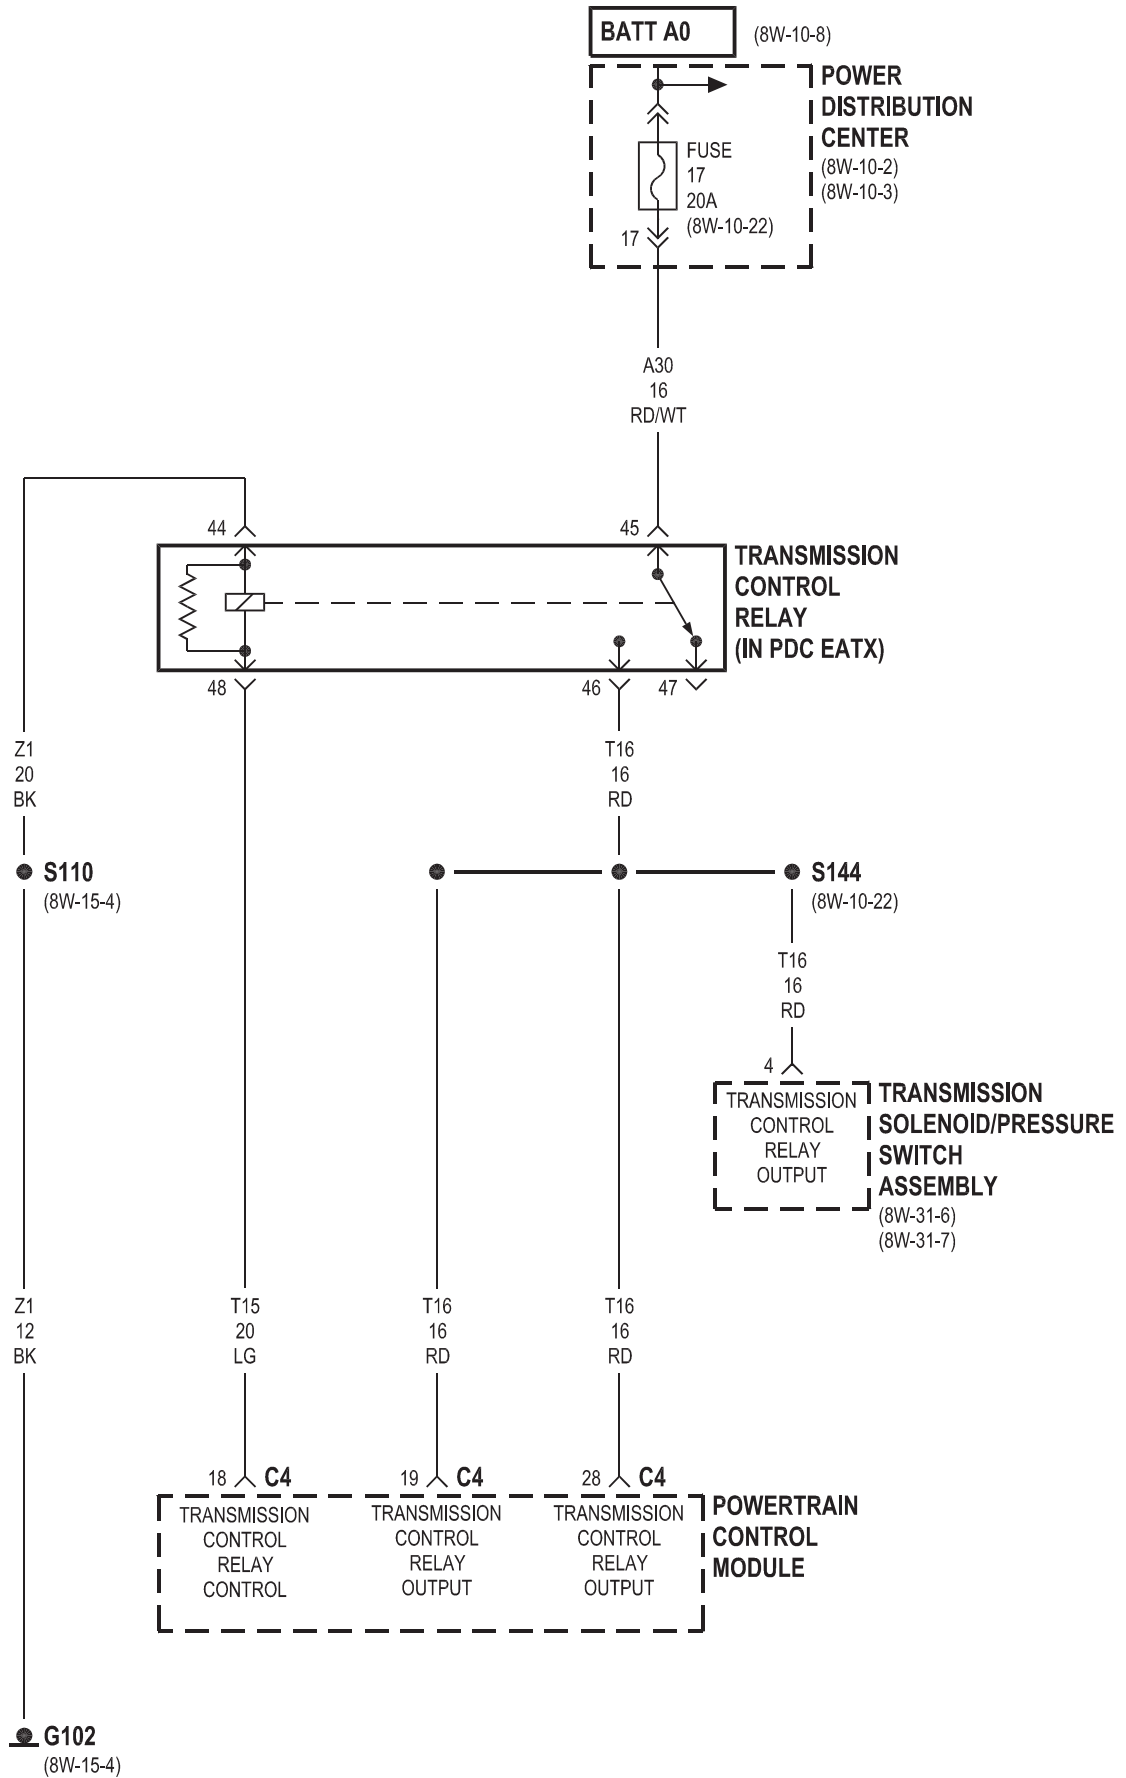 BATT A0
(8W-10-8)
POWER
DISTRIBUTION
CENTER
(8W-10-2)
(8W-10-3)
FUSE
17
20A
(8W-10-22)
17
A30
16
RD/WT
44
45
TRANSMISSION
CONTROL
RELAY
(IN PDC EATX)
48
46
47
Z1
20
BK
T16
16
RD
S110
(8W-15-4)
S144
(8W-10-22)
T16
16
RD
4
TRANSMISSION
CONTROL
RELAY
OUTPUT
TRANSMISSION
SOLENOID/PRESSURE
SWITCH
ASSEMBLY
(8W-31-6)
(8W-31-7)
Z1
12
BK
T15
20
LG
T16
16
RD
T16
16
RD
18
C4
19
C4
28
C4
TRANSMISSION
CONTROL
RELAY
CONTROL
TRANSMISSION
CONTROL
RELAY
OUTPUT
TRANSMISSION
CONTROL
RELAY
OUTPUT
POWERTRAIN
CONTROL
MODULE
G102
(8W-15-4)